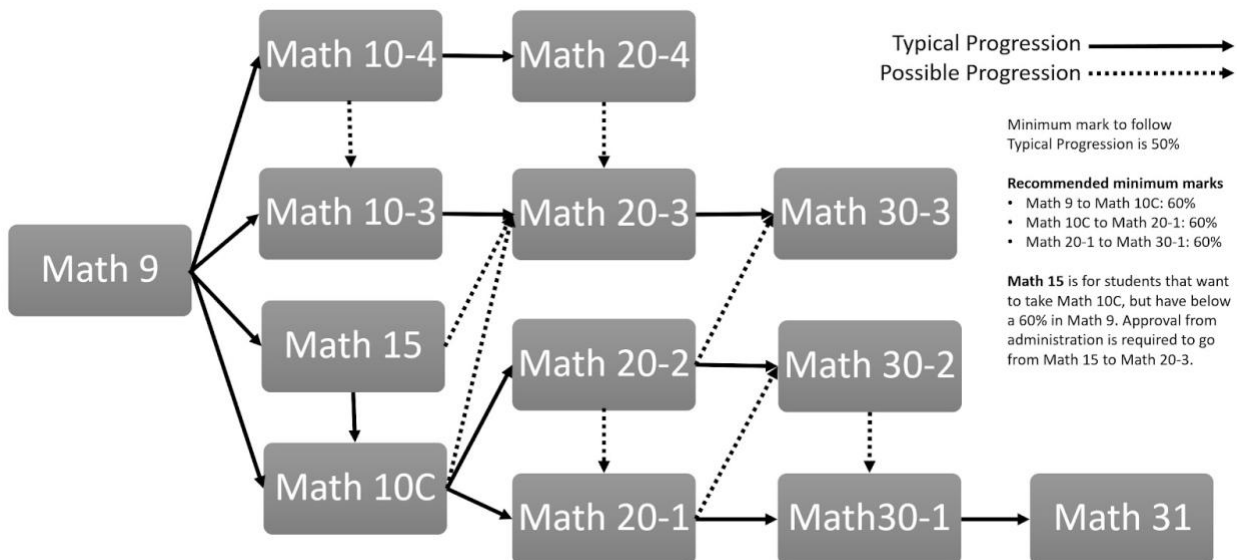 Math 10-4
Math 20-4
Typical Progression
Possible Progression
Minimum mark to follow
Typical Progression is 50%
Math 10-3
Math 20-3
Math 30-3
Recommended minimum marks
• Math 9 to Math 10C: 60%
• Math 10C to Math 20-1: 60%
• Math 20-1 to Math 30-1: 60%
Math 9
Math 15
Math 20-2
Math 30-2
Math 15 is for students that want
to take Math 10C, but have below
a 60% in Math 9. Approval from
administration is required to go
from Math 15 to Math 20-3.
Math 10C
Math 20-1
Math30-1
Math 31